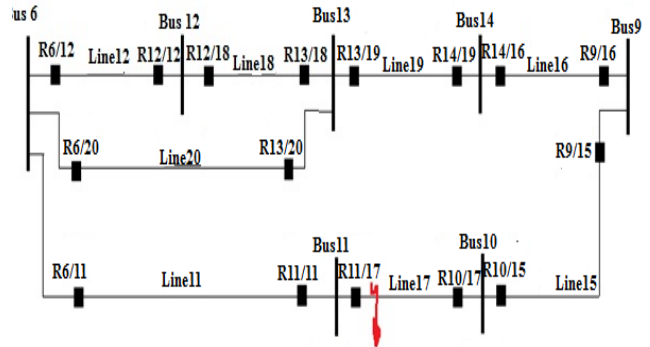 us 6
Bus 12
Bus13
Bus14
Bus9
R6/12
Line12
R12/12
R12/18
Line18
R13/18
R13/19
Line19
R14/19
R14/16
Line16
R9/16
R6/20
Line20
R13/20
R9/15
Bus11
Bus10
R6/11
Line11
R11/11
R11/17
Line17
R10/17
R10/15
Line15